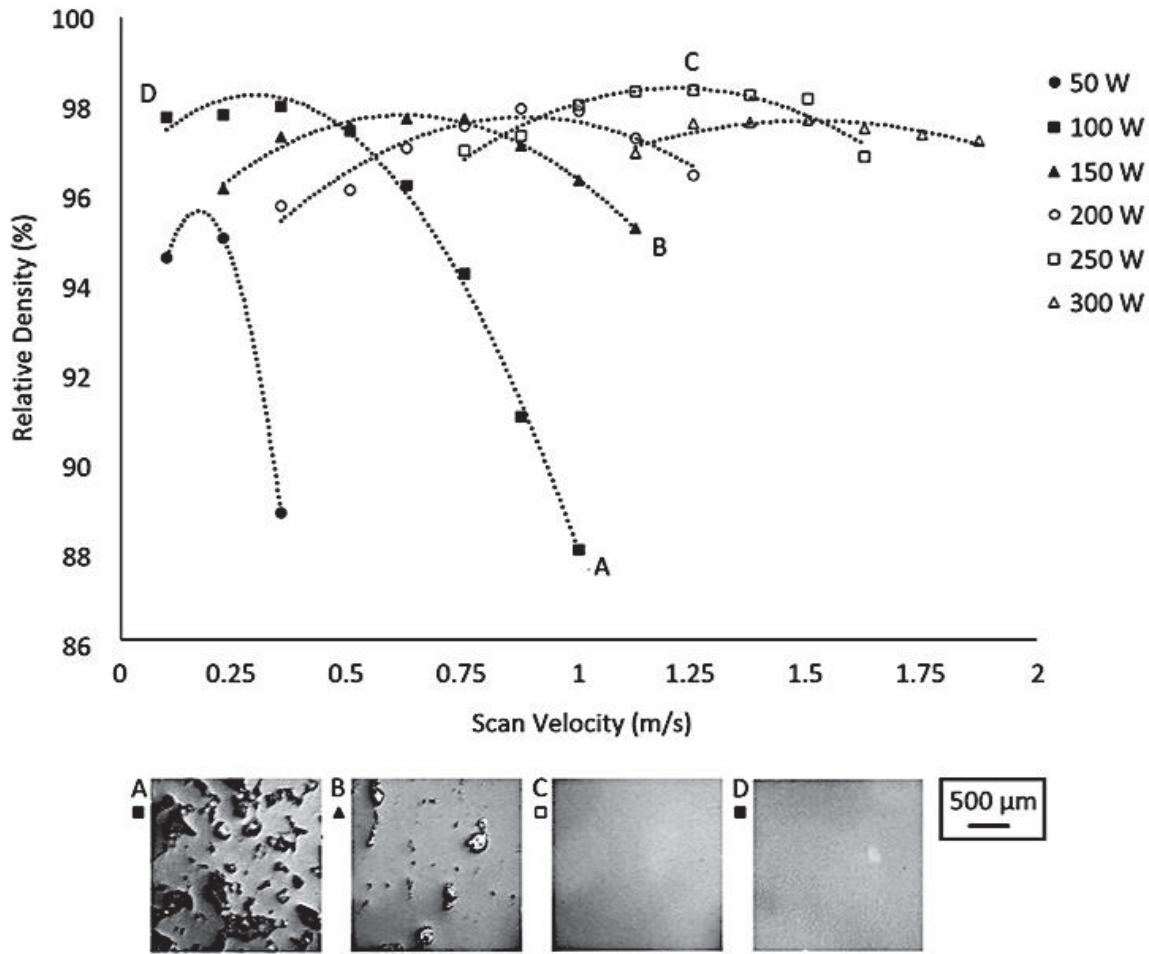 100
98
96
94
92
90
88
86
Relative Density (%)
0 0.25 0.5 0.75 1 1.25 1.5 1.75 2
Scan Velocity (m/s)
D
C
B
A
50 W
100 W
150 W
200 W
250 W
300 W
A B C D
500 µm